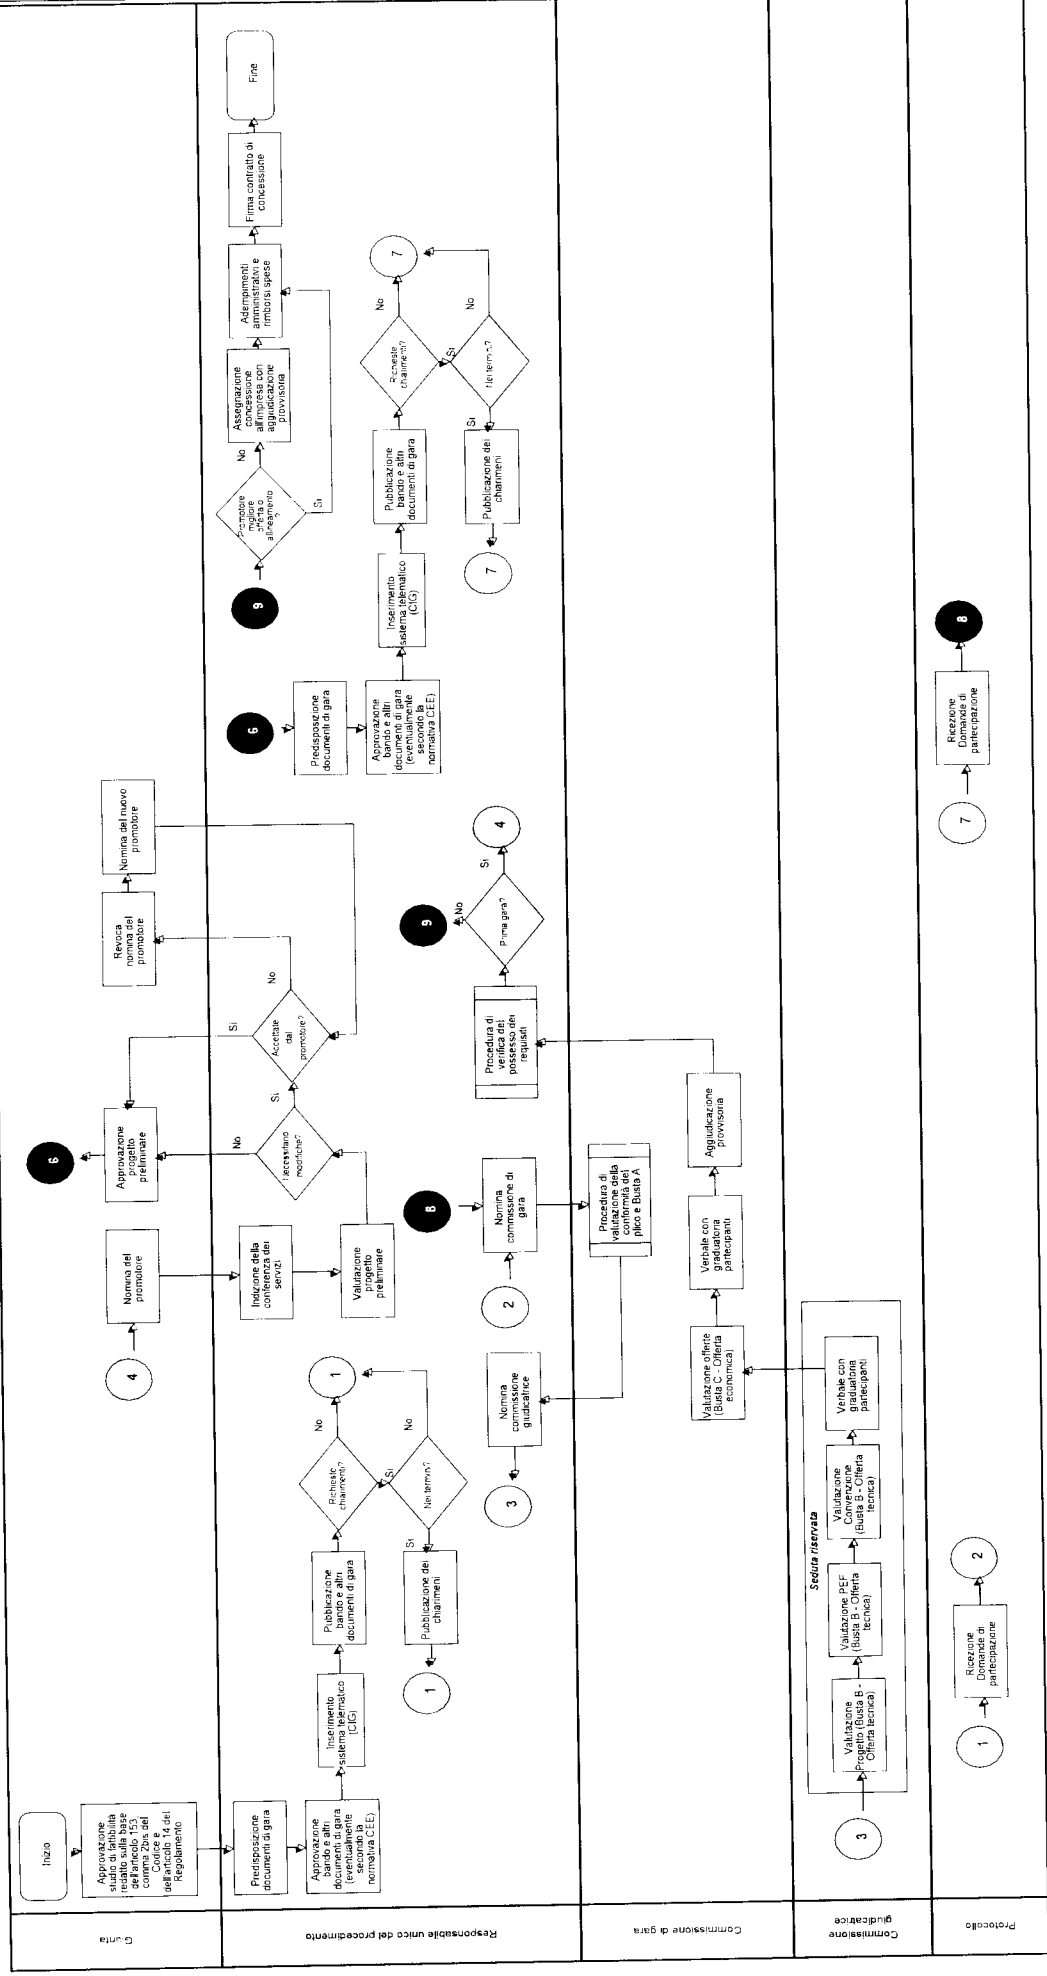 Giunta
Inizio
Approvazione
studio di fattibilità
redatto sulla base
dell'articolo 153,
comma 2bis del
Codice e
dell'articolo 14 del
Regolamento
4
Nomina del
promotore
Approvazione
progetto
preliminare
6
Revoca
nomina del
promotore
Nomina del nuovo
promotore
Responsabile unico del procedimento
Predisposizione
documenti di gara
Approvazione
bando e altri
documenti di gara
(eventualmente
secondo la
normativa CEE)
Inserimento
sistema telematico
(CIG)
Pubblicazione
bando e altri
documenti di gara
Richieste
chiarimenti?
No
1
Si
Nei termini?
No
Si
Pubblicazione dei
chiarimeni
1
Indizione della
conferenza dei
servizi
Valutazione
progetto
preliminare
Necessitano
modifiche?
No
Si
Accettate
dal
promotore?
Si
No
Nomina
commissione
giudicatrice
3
2
8
Nomina
commissione di
gara
Procedura di
verifica del
possesso dei
requisiti
Prima gara?
No
9
Si
4
6
Predisposizione
documenti di gara
Approvazione
bando e altri
documenti di gara
(eventualmente
secondo la
normativa CEE)
Inserimento
sistema telematico
(CIG)
Pubblicazione
bando e altri
documenti di gara
Richieste
chiarimenti?
No
7
Si
Nei termini?
No
Si
Pubblicazione dei
chiarimeni
7
9
Promotore
migliore
offerta o
allineamento
?
No
Si
Assegnazione
concessione
all'impresa con
aggiudicazione
provvisoria
Adempimenti
amministrativi e
rimborsi spese
Firma contratto di
concessione
Fine
Commissione di gara
Procedura di
valutazione della
conformità del
plico e Busta A
Valutazione offerte
(Busta C - Offerta
economica)
Verbale con
graduatoria
partecipanti
Aggiudicazione
provvisoria
Commissione
giudicatrice
3
Seduta riservata
Valutazione
Progetto (Busta B -
Offerta tecnica)
Valutazione PEF
(Busta B - Offerta
tecnica)
Valutazione
Convenzione
(Busta B - Offerta
tecnica)
Verbale con
graduatoria
partecipanti
Protocollo
1
Ricezione
Domande di
partecipazione
2
7
Ricezione
Domande di
partecipazione
8